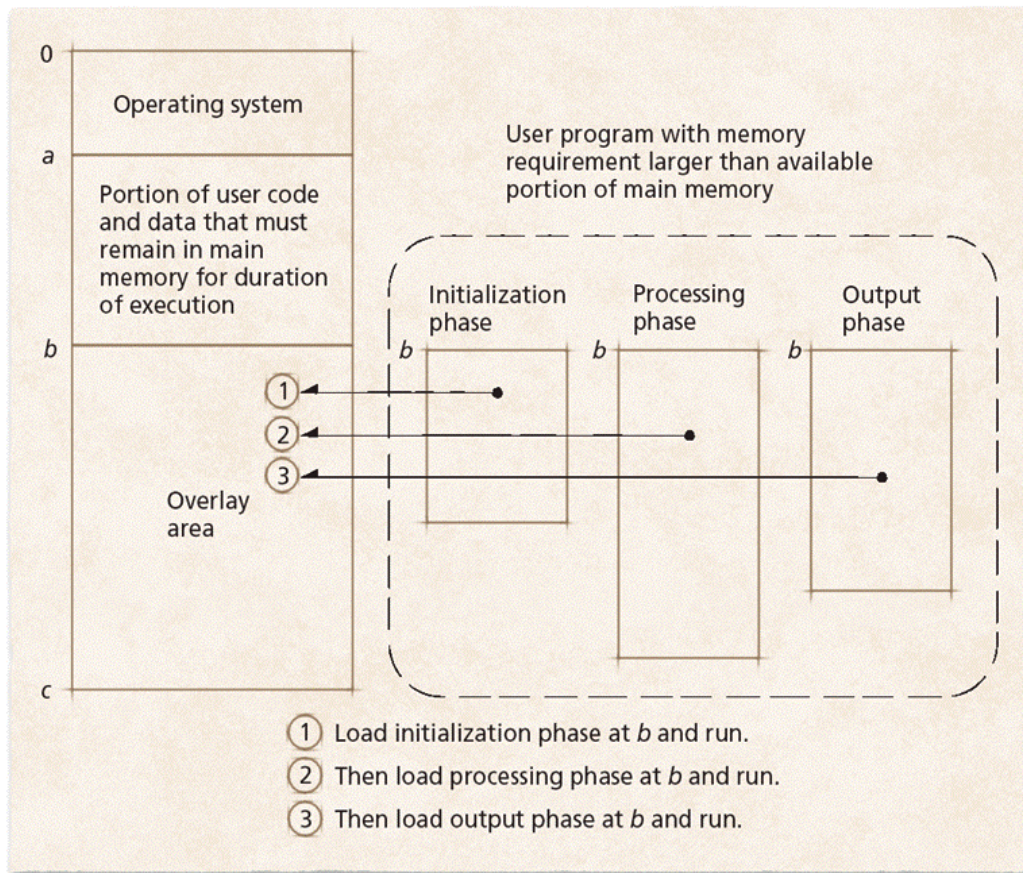 0
Operating system
a
Portion of user code
and data that must
remain in main
memory for duration
of execution
b
1
2
3
Overlay
area
c
User program with memory
requirement larger than available
portion of main memory
Initialization
phase
b
Processing
phase
b
Output
phase
b
1 Load initialization phase at b and run.
2 Then load processing phase at b and run.
3 Then load output phase at b and run.